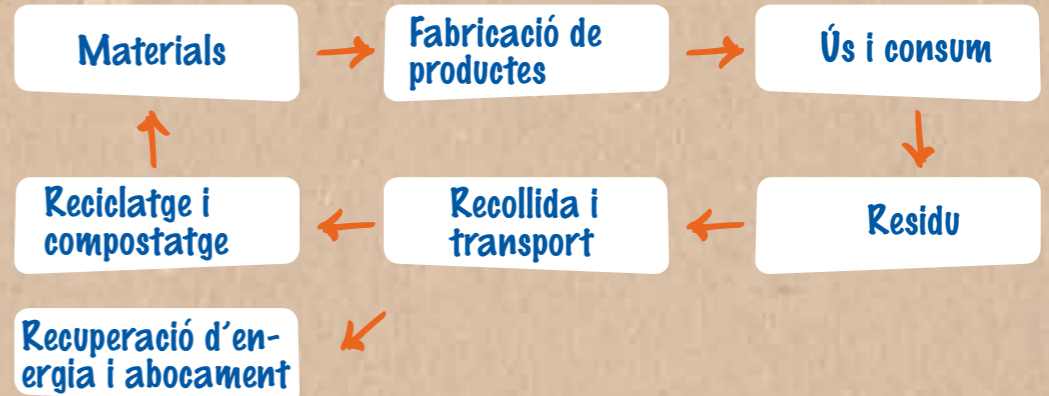 Materials
Fabricació de
productes
Ús i consum
Reciclatge i
compostatge
Recollida i
transport
Residu
Recuperació d'en-
ergia i abocament